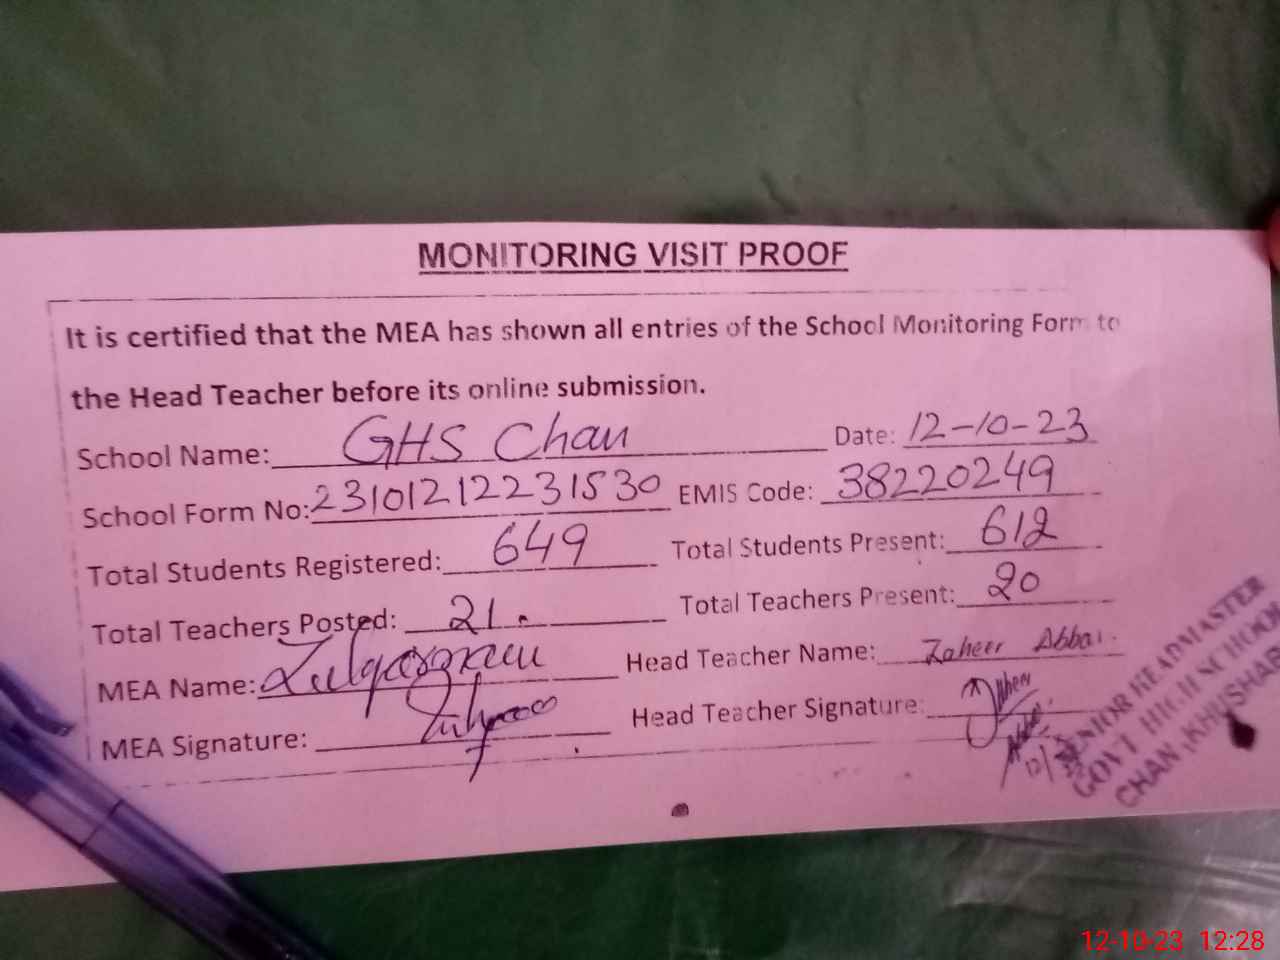 MONITORING VISIT PROOF
It is certified that the MEA has shown all entries of the School Monitoring Form to
the Head Teacher before its online submission.
School Name: GHS Chan Date: 12-10-23
School Form No: 231012122231530 EMIS Code: 38220249
Total Students Registered: 649 Total Students Present: 612
Total Teachers Posted: 21. Total Teachers Present: 20
MEA Name: Head Teacher Name: Zaheer Abbas
MEA Signature: Head Teacher Signature:
SENIOR HEADMASTER
GOVT HIGH SCHOOL
CHAN, KHUSHAB
12-10-23 12:28